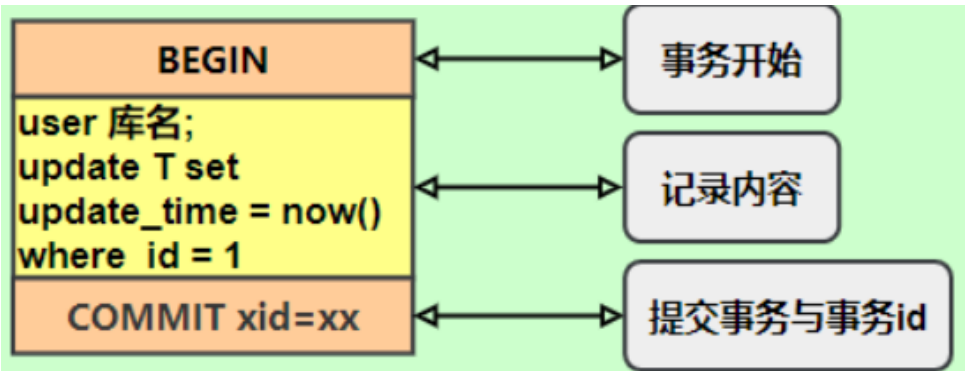 BEGIN
事务开始
user 库名;
update T set
update_time = now()
where id = 1
记录内容
COMMIT xid=xx
提交事务与事务id